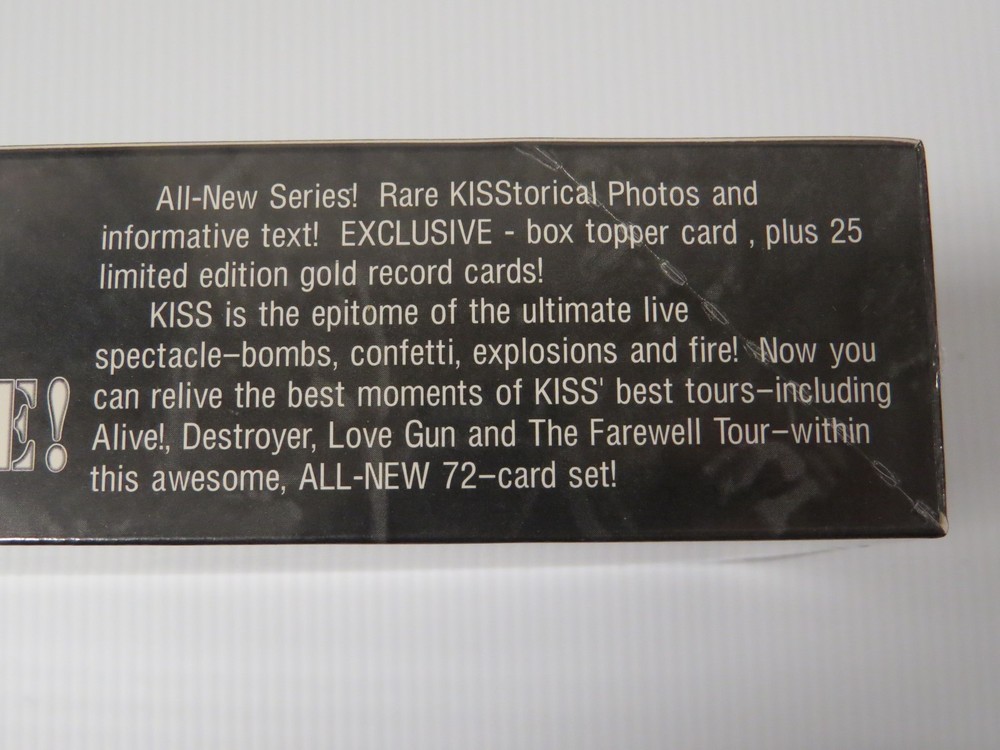 All-New Series! Rare KISStorical Photos and
informative text! EXCLUSIVE - box topper card , plus 25
limited edition gold record cards!
KISS is the epitome of the ultimate live
spectacle–bombs, confetti, explosions and fire! Now you
can relive the best moments of KISS' best tours–including
E!
Alive!, Destroyer, Love Gun and The Farewell Tour–within
this awesome, ALL-NEW 72–card set!